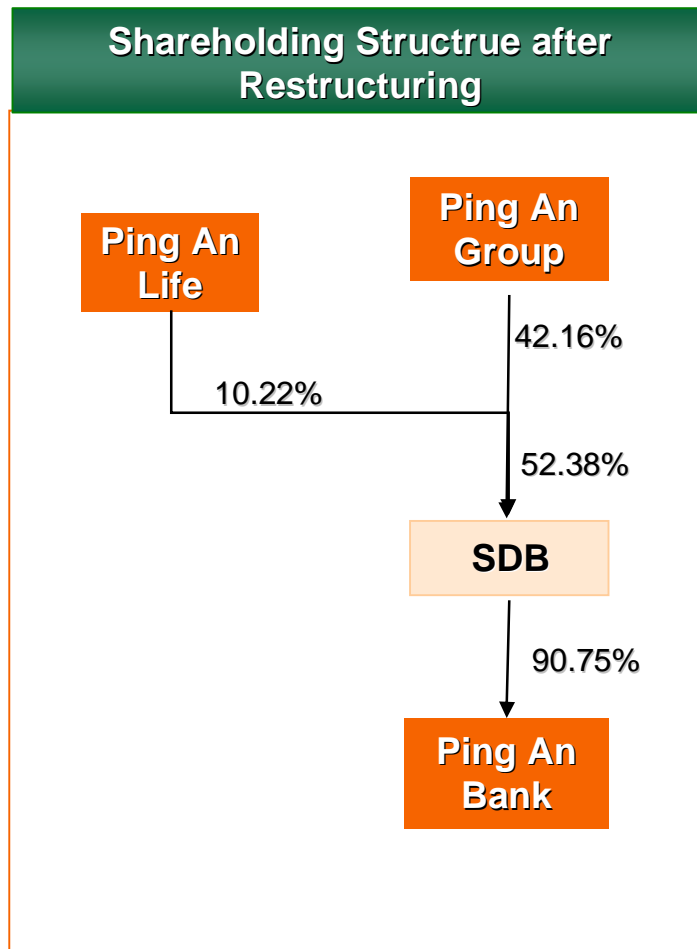 Shareholding Structrue after
Restructuring
Ping An
Life
Ping An
Group
42.16%
10.22%
52.38%
SDB
90.75%
Ping An
Bank